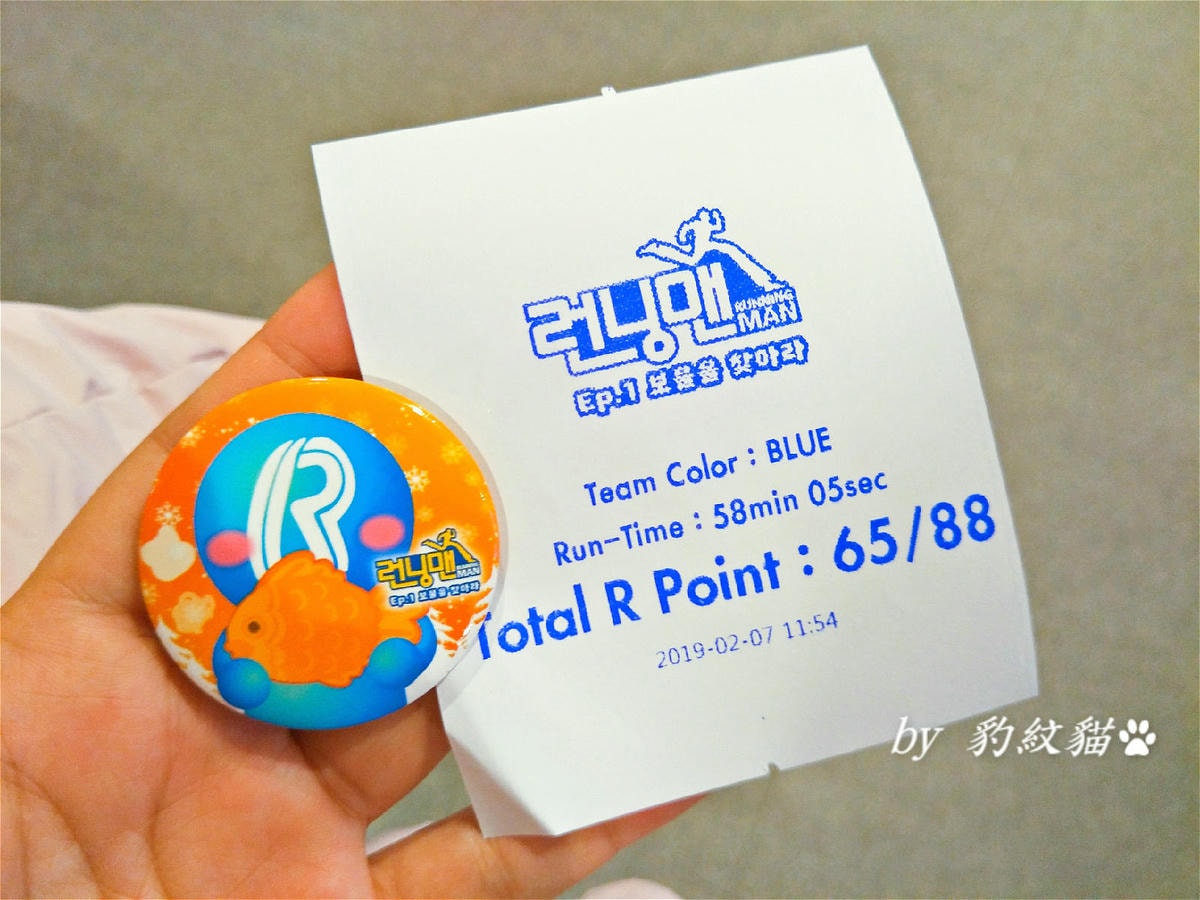 런닝맨
RUNNING
MAN
Ep.1 보물을 찾아라
Team Color : BLUE
Run-Time : 58min 05sec
Total R Point : 65/88
2019-02-07 11:54
R
런닝맨
RUNNING
MAN
Ep.1 보물을 찾아라
by 豹紋貓